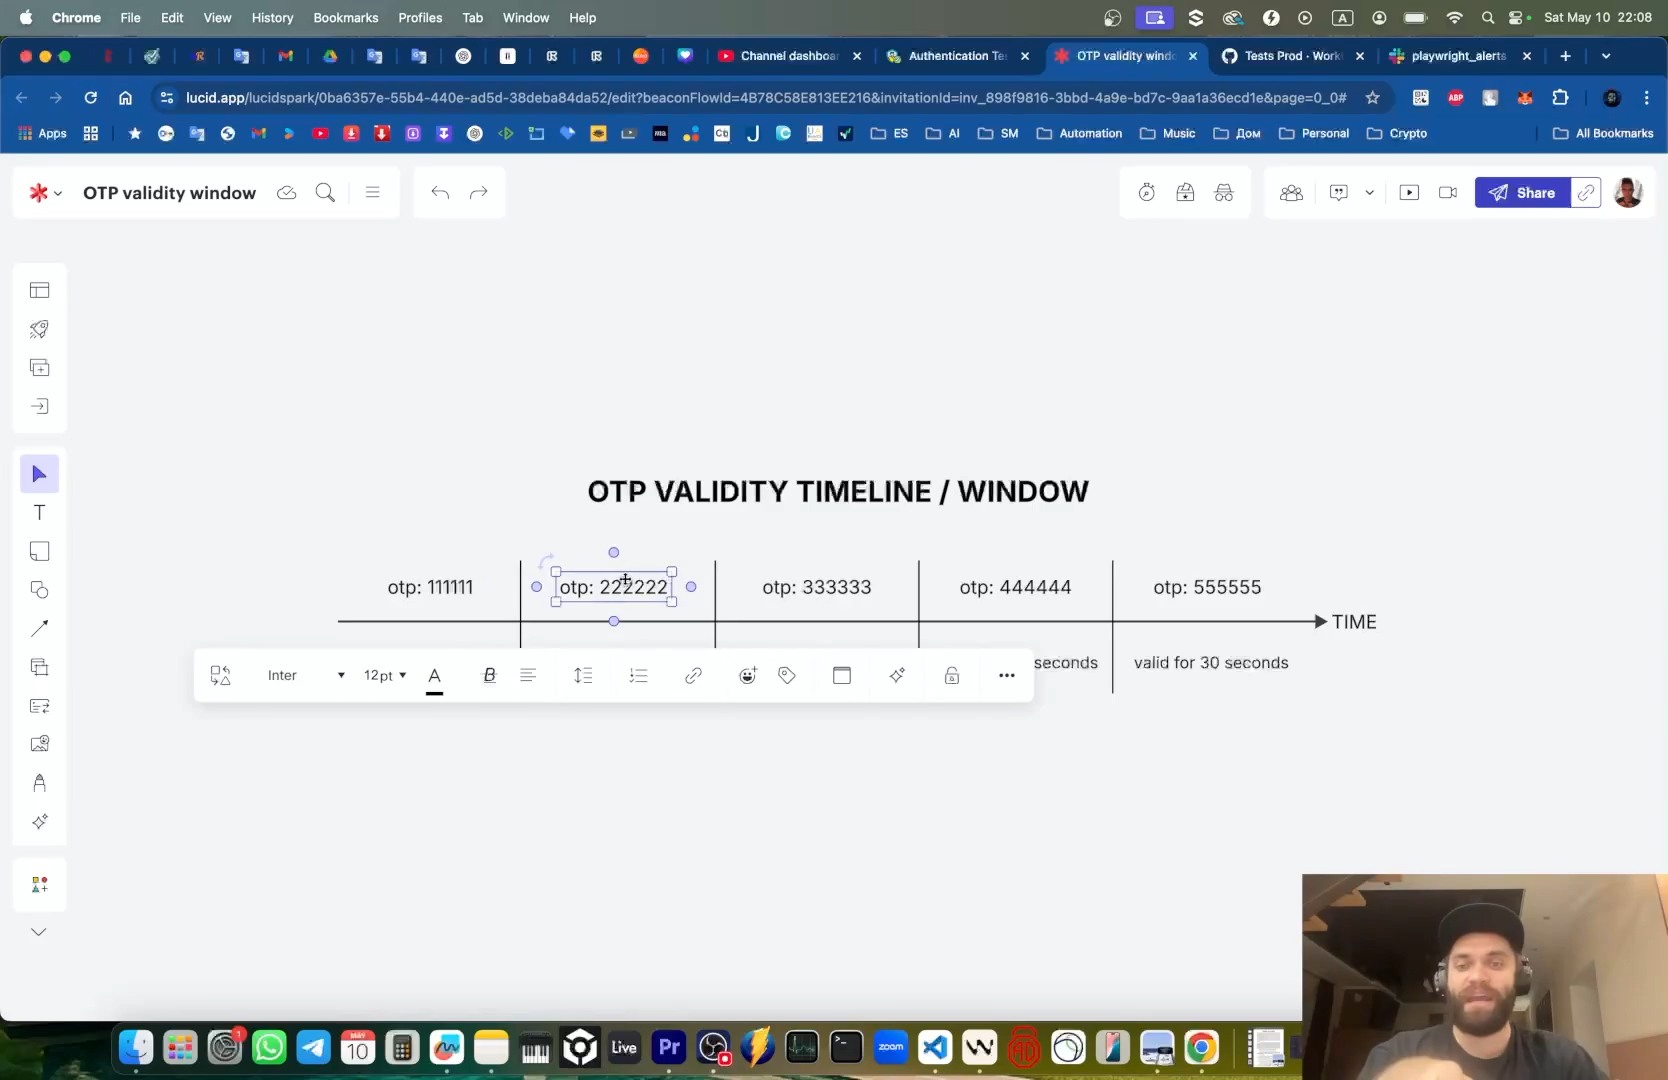 Chrome File Edit View History Bookmarks Profiles Tab Window Help Sat May 10 22:08
Channel dashboar Authentication Te OTP validity windo Tests Prod · Work playwright_alerts
lucid.app/lucidspark/0ba6357e-55b4-440e-ad5d-38deba84da52/edit?beaconFlowId=4B78C58E813EE216&invitationId=inv_898f9816-3bbd-4a9e-bd7c-9aa1a36ecd1e&page=0_0#
Apps ES AI SM Automation Music Дом Personal Crypto All Bookmarks
OTP validity window Share
OTP VALIDITY TIMELINE / WINDOW
otp: 111111 otp: 222222 otp: 333333 otp: 444444 otp: 555555
TIME
seconds valid for 30 seconds
Inter 12pt A B